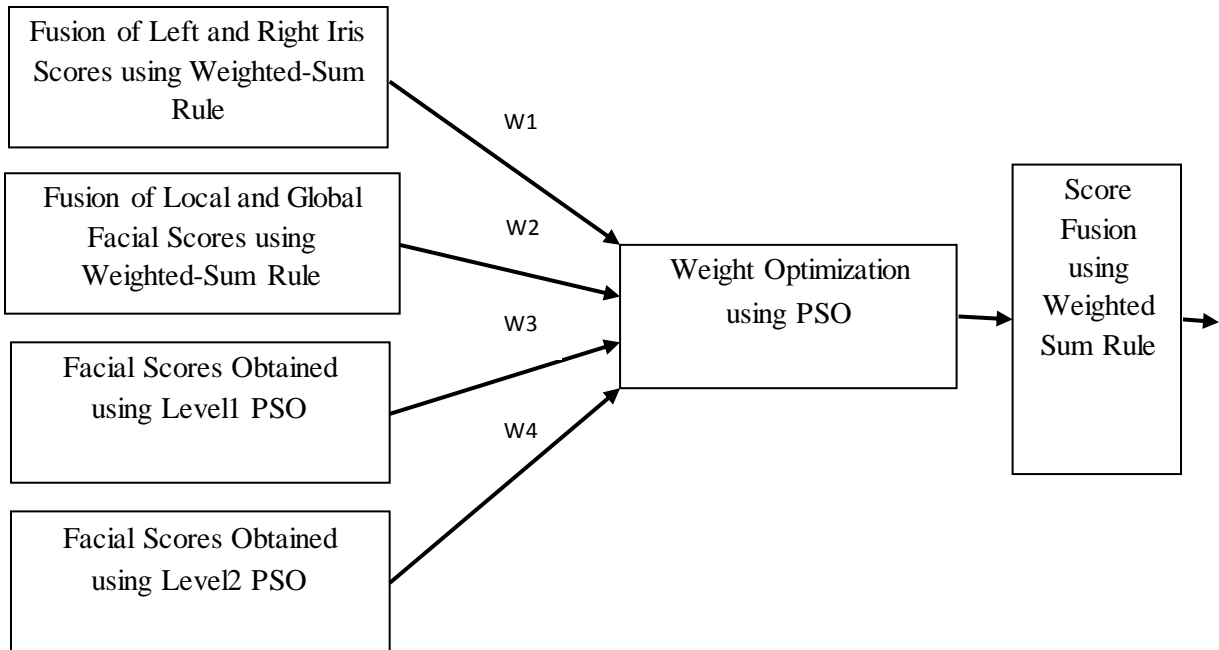 Fusion of Left and Right Iris
Scores using Weighted-Sum
Rule
W1
Fusion of Local and Global
Facial Scores using
Weighted-Sum Rule
W2
Facial Scores Obtained
using Level1 PSO
W3
Facial Scores Obtained
using Level2 PSO
W4
Weight Optimization
using PSO
Score
Fusion
using
Weighted
Sum Rule